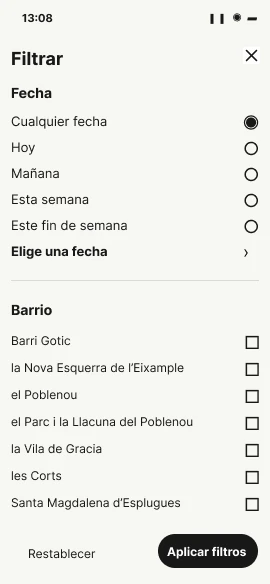 13:08
Filtrar
Fecha
Cualquier fecha
Hoy
Mañana
Esta semana
Este fin de semana
Elige una fecha
Barrio
Barri Gotic
la Nova Esquerra de l'Eixample
el Poblenou
el Parc i la Llacuna del Poblenou
la Vila de Gracia
les Corts
Santa Magdalena d'Esplugues
Restablecer
Aplicar filtros